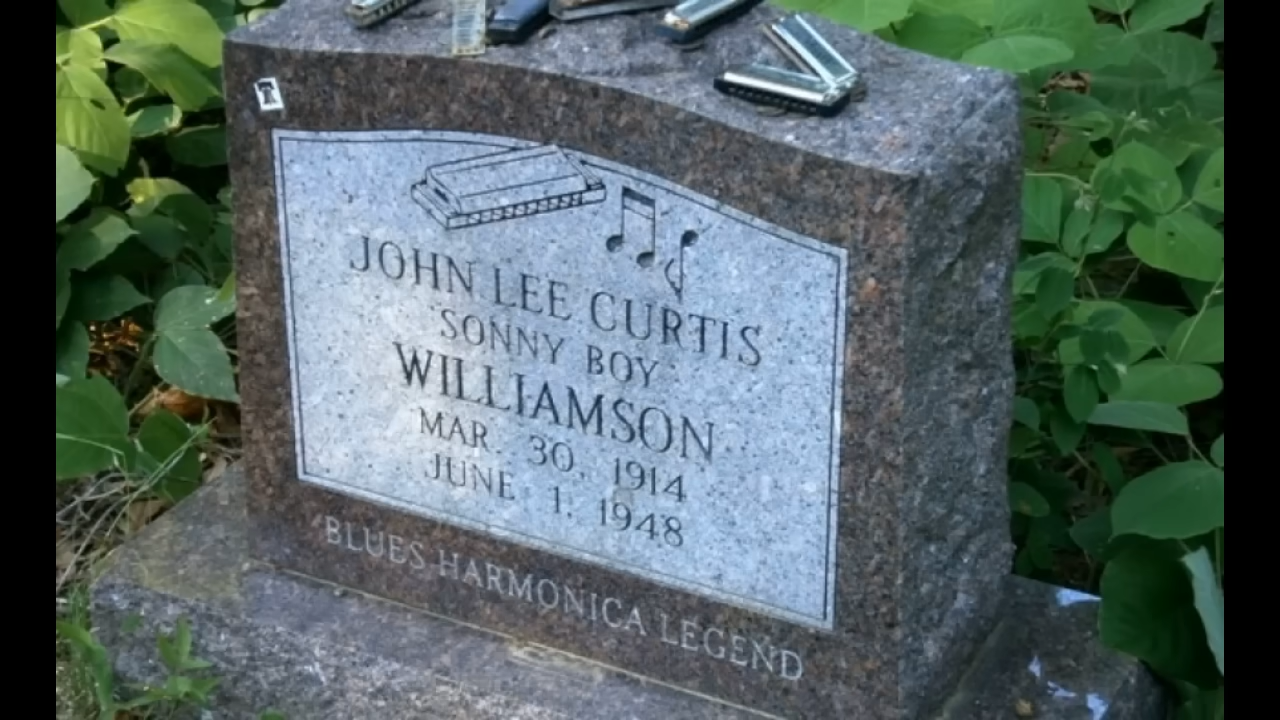 JOHN LEE CURTIS
"SONNY BOY"
WILLIAMSON
MAR. 30, 1914
JUNE 1, 1948
"BLUES HARMONICA LEGEND